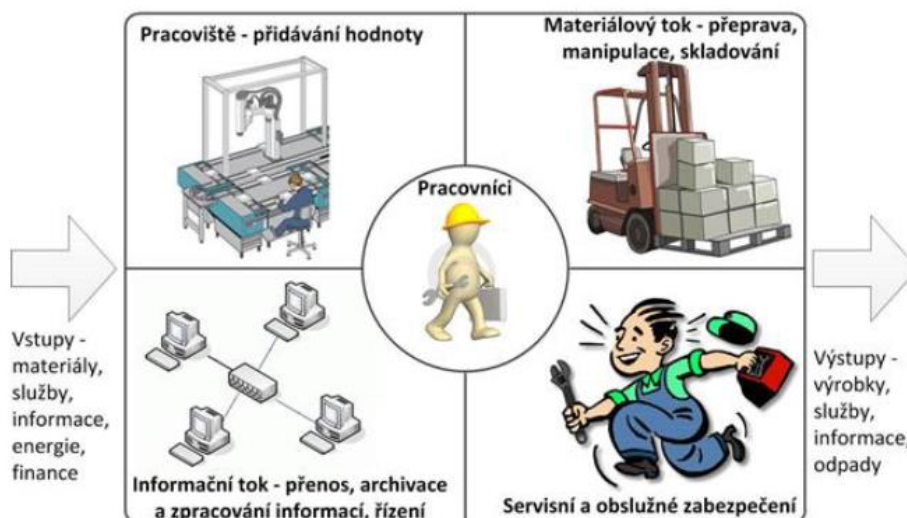 Pracoviště - přidávání hodnoty
Materiálový tok - přeprava,
manipulace, skladování
Pracovníci
Vstupy -
materiály,
služby,
informace,
energie,
finance
Výstupy -
výrobky,
služby,
informace,
odpady
Informační tok - přenos, archivace
a zpracování informací, řízení
Servisní a obslužné zabezpečení